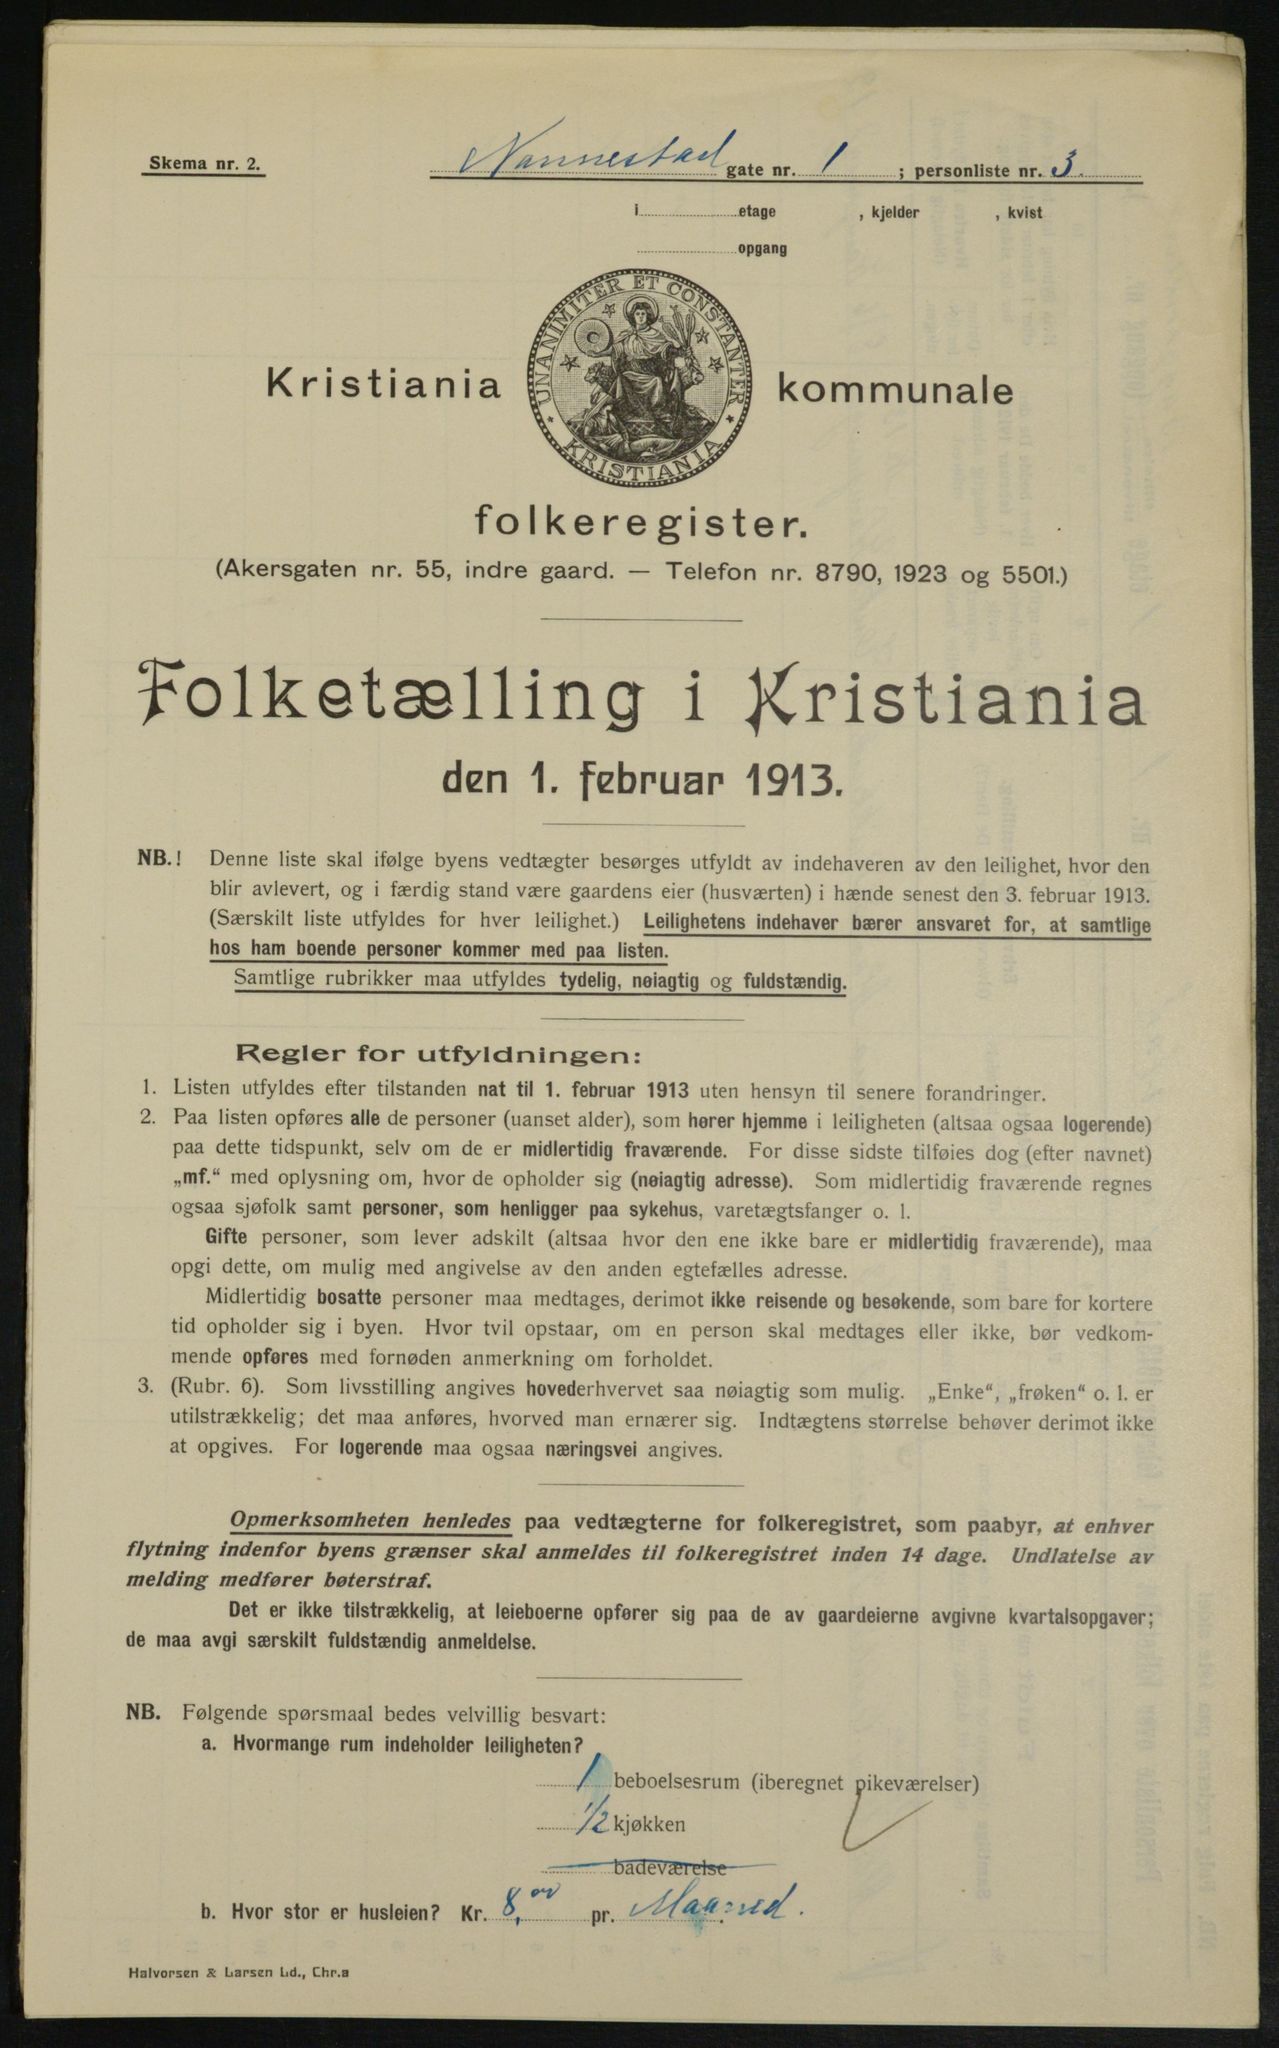 Skema nr. 2.
Nannestad gate nr. 1 ; personliste nr. 3
i etage , kjelder , kvist
opgang
UNANIMITER ET CONSTANTER
KRISTIANIA
Kristiania kommunale
folkeregister.
(Akersgaten nr. 55, indre gaard. — Telefon nr. 8790, 1923 og 5501.)
Folketælling i Kristiania
den 1. februar 1913.
NB.! Denne liste skal ifølge byens vedtægter besørges utfyldt av indehaveren av den leilighet, hvor den
blir avlevert, og i færdig stand være gaardens eier (husværten) i hænde senest den 3. februar 1913.
(Særskilt liste utfyldes for hver leilighet.) Leilighetens indehaver bærer ansvaret for, at samtlige
hos ham boende personer kommer med paa listen.
Samtlige rubrikker maa utfyldes tydelig, nøiagtig og fuldstændig.
Regler for utfyldningen:
1. Listen utfyldes efter tilstanden nat til 1. februar 1913 uten hensyn til senere forandringer.
2. Paa listen opføres alle de personer (uanset alder), som hører hjemme i leiligheten (altsaa ogsaa logerende)
paa dette tidspunkt, selv om de er midlertidig fraværende. For disse sidste tilføies dog (efter navnet)
„mf.“ med oplysning om, hvor de opholder sig (nøiagtig adresse). Som midlertidig fraværende regnes
ogsaa sjøfolk samt personer, som henligger paa sykehus, varetægtsfanger o. l.
Gifte personer, som lever adskilt (altsaa hvor den ene ikke bare er midlertidig fraværende), maa
opgi dette, om mulig med angivelse av den anden egtefælles adresse.
Midlertidig bosatte personer maa medtages, derimot ikke reisende og besøkende, som bare for kortere
tid opholder sig i byen. Hvor tvil opstaar, om en person skal medtages eller ikke, bør vedkom-
mende opføres med fornøden anmerkning om forholdet.
3. (Rubr. 6). Som livsstilling angives hovederhvervet saa nøiagtig som mulig. „Enke“, „frøken“ o. l. er
utilstrækkelig; det maa anføres, hvorved man ernærer sig. Indtægtens størrelse behøver derimot ikke
at opgives. For logerende maa ogsaa næringsvei angives.
Opmerksomheten henledes paa vedtægterne for folkeregistret, som paabyr, at enhver
flytning indenfor byens grænser skal anmeldes til folkeregistret inden 14 dage. Undlatelse av
melding medfører bøterstraf.
Det er ikke tilstrækkelig, at leieboerne opfører sig paa de av gaardeierne avgivne kvartalsopgaver;
de maa avgi særskilt fuldstændig anmeldelse.
NB. Følgende spørsmaal bedes velvillig besvart:
a. Hvormange rum indeholder leiligheten?
1 beboelsesrum (iberegnet pikeværelser)
1/2 kjøkken
badeværelse
b. Hvor stor er husleien? Kr. 8,00 pr. Maaned.
Halvorsen & Larsen Ld., Chr.a